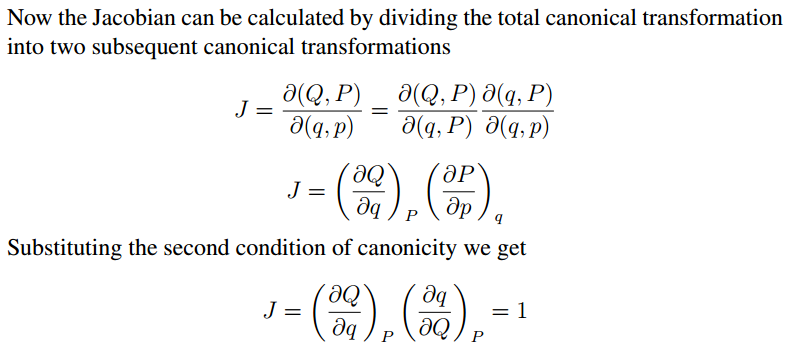 Now the Jacobian can be calculated by dividing the total canonical transformation
into two subsequent canonical transformations
J = ∂(Q, P)/∂(q, p) = ∂(Q, P)/∂(q, P) ∂(q, P)/∂(q, p)
J = (∂Q/∂q)_P (∂P/∂p)_q
Substituting the second condition of canonicity we get
J = (∂Q/∂q)_P (∂q/∂Q)_P = 1